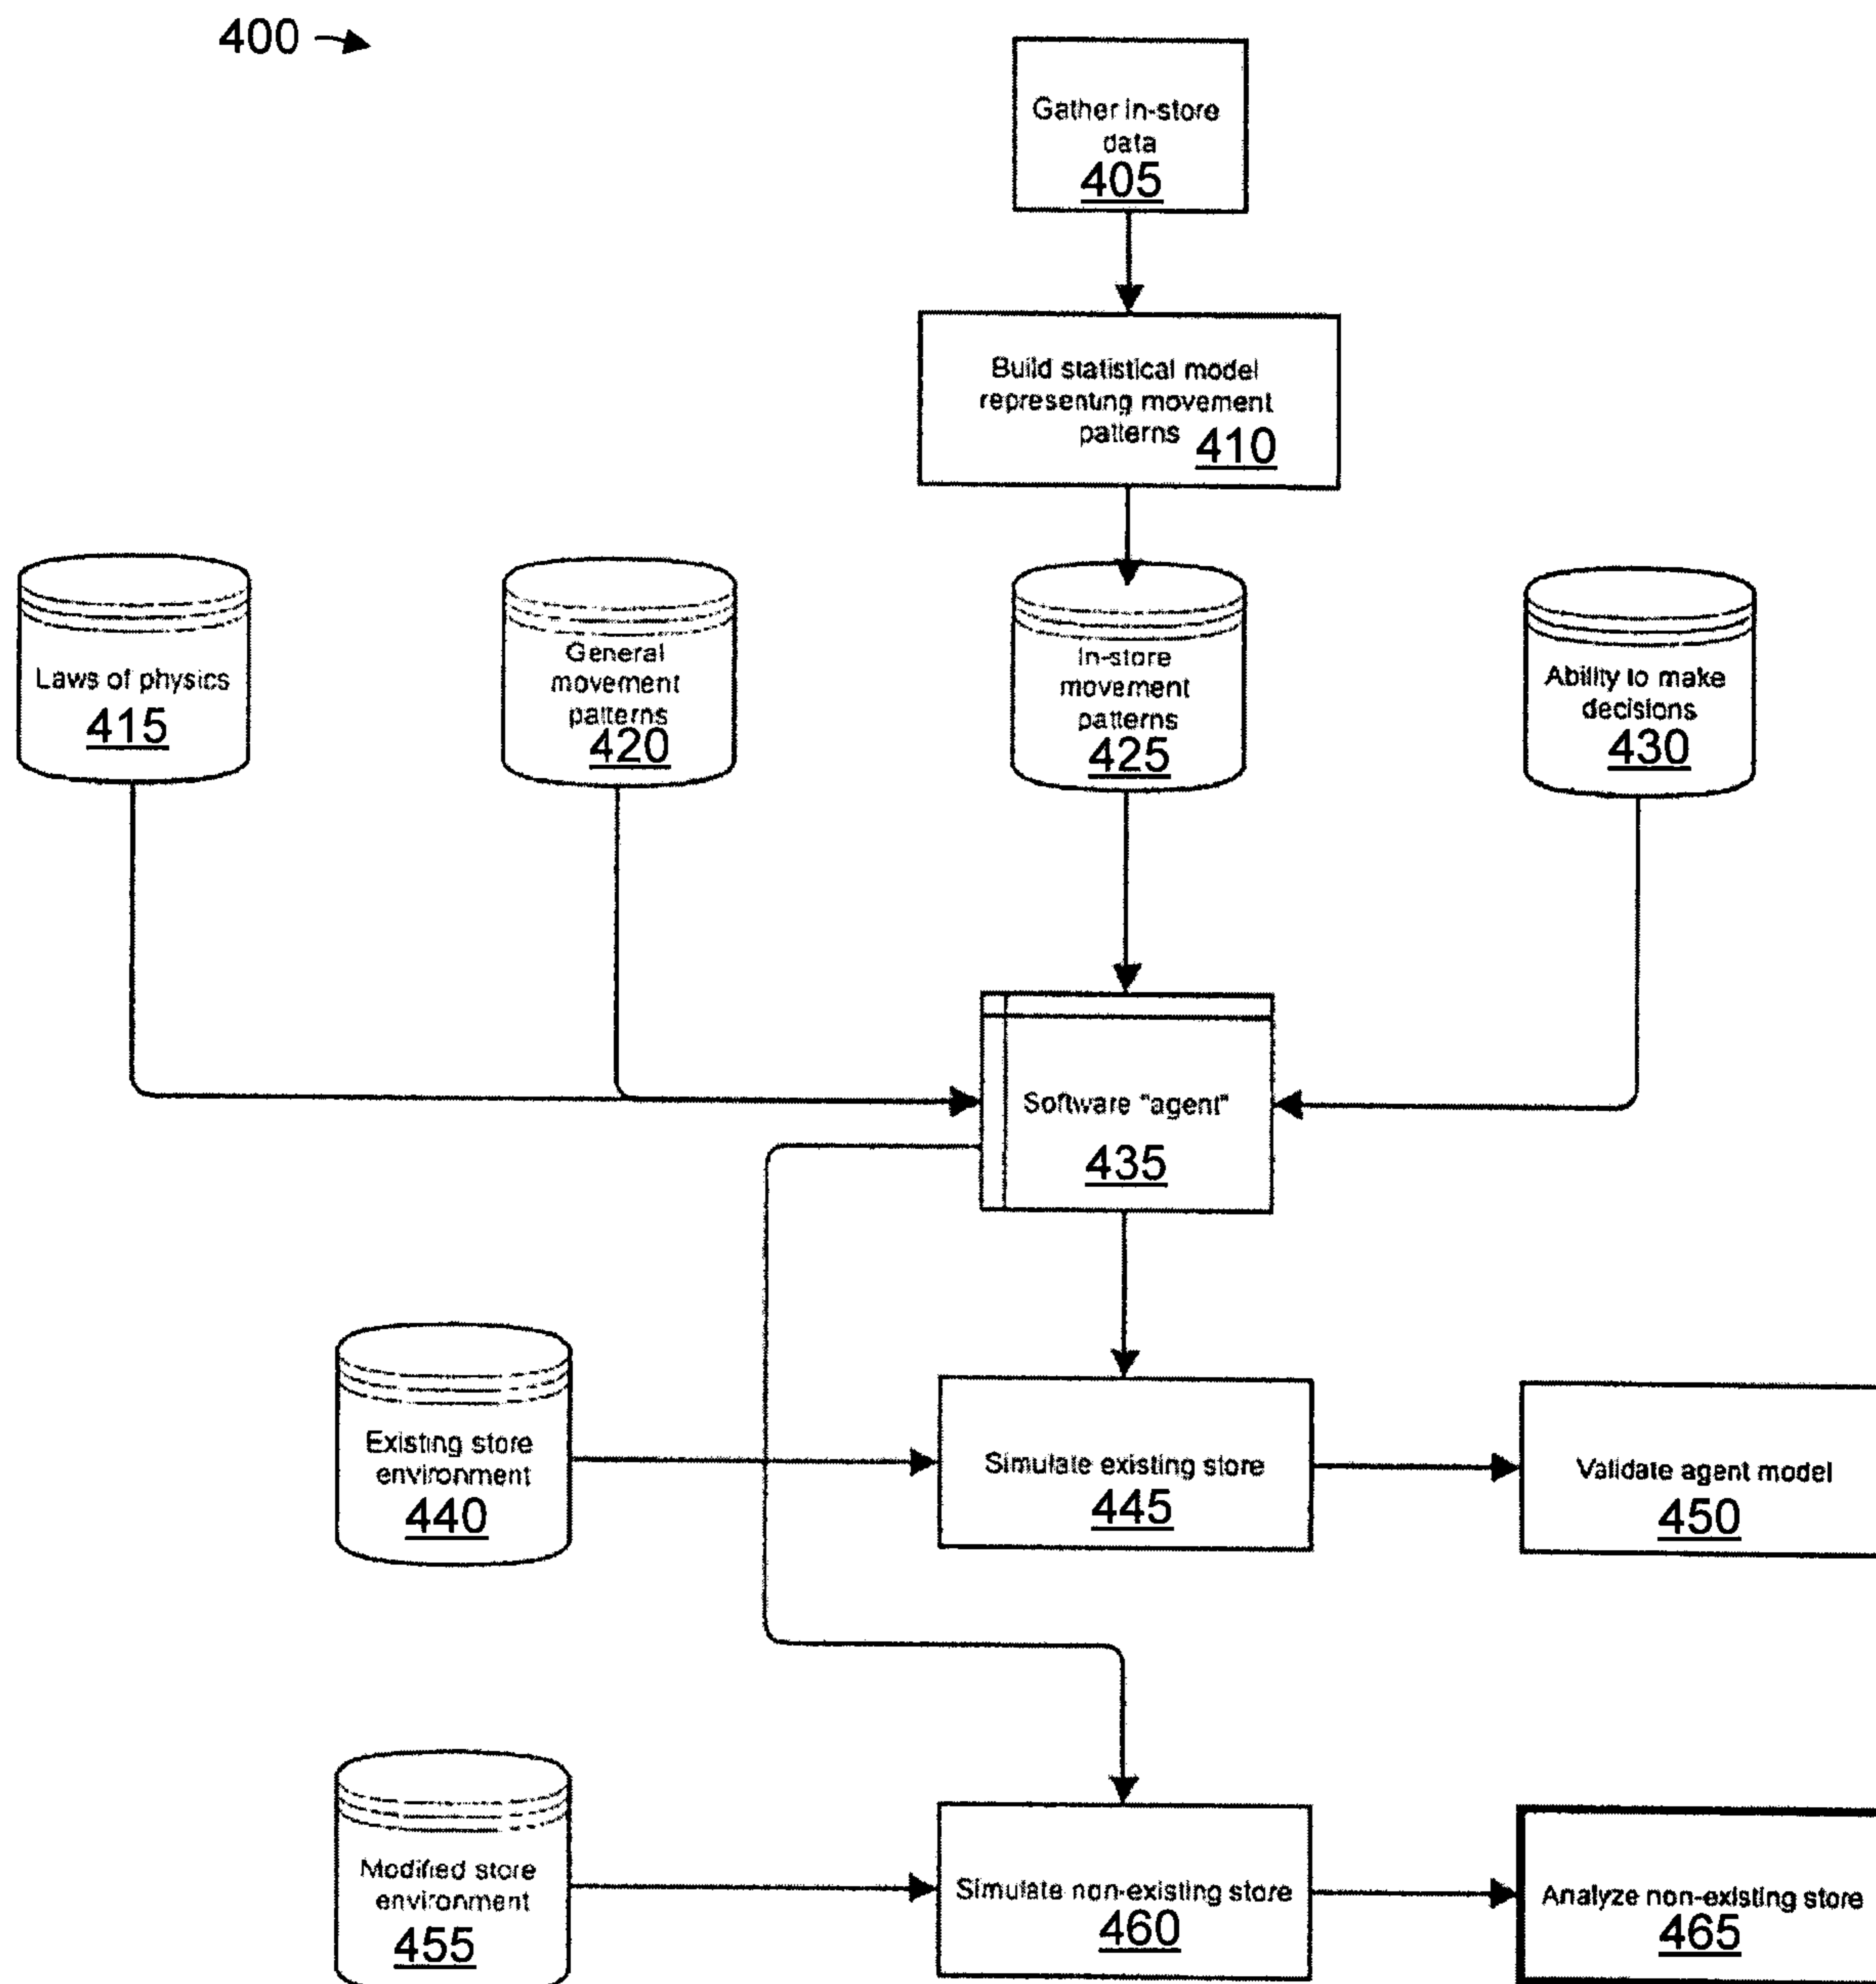 400
Gather in-store
data
405
Build statistical model
representing movement
patterns 410
Laws of physics
415
General
movement
patterns
420
In-store
movement
patterns
425
Ability to make
decisions
430
Software "agent"
435
Existing store
environment
440
Simulate existing store
445
Validate agent model
450
Modified store
environment
455
Simulate non-existing store
460
Analyze non-existing store
465